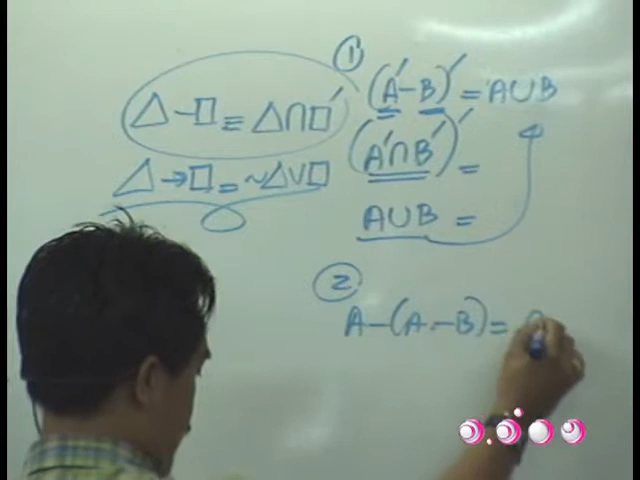 ①
△ - □ ≡ △ ∩ □′
(A′ - B)′ = A∪B
(A′∩B′)′ =
△ → □ ≡ ~△ ∨ □
A∪B =
②
A - (A - B) =